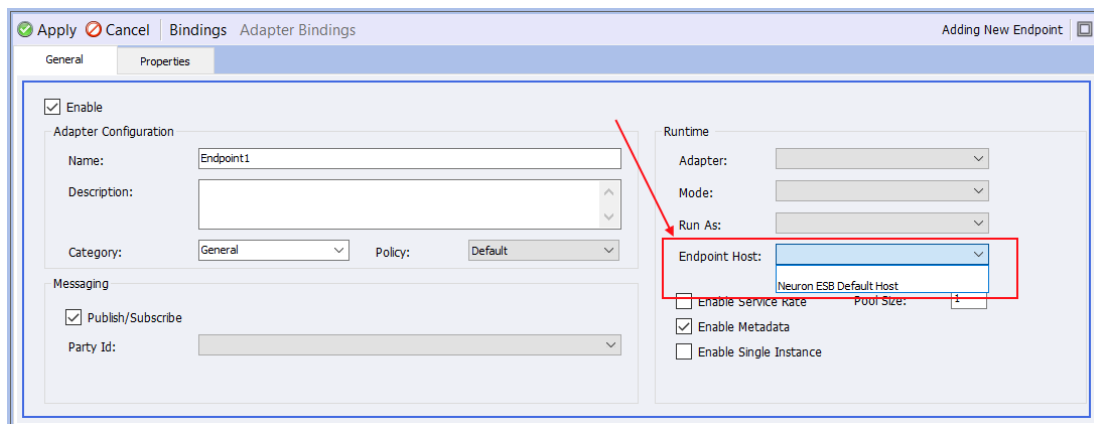 Apply Cancel Bindings Adapter Bindings Adding New Endpoint
General Properties
Enable
Adapter Configuration
Name: Endpoint1
Description:
Category: General Policy: Default
Messaging
Publish/Subscribe
Party Id:
Runtime
Adapter:
Mode:
Run As:
Endpoint Host:
Neuron ESB Default Host
Enable Service Rate Pool Size: 1
Enable Metadata
Enable Single Instance